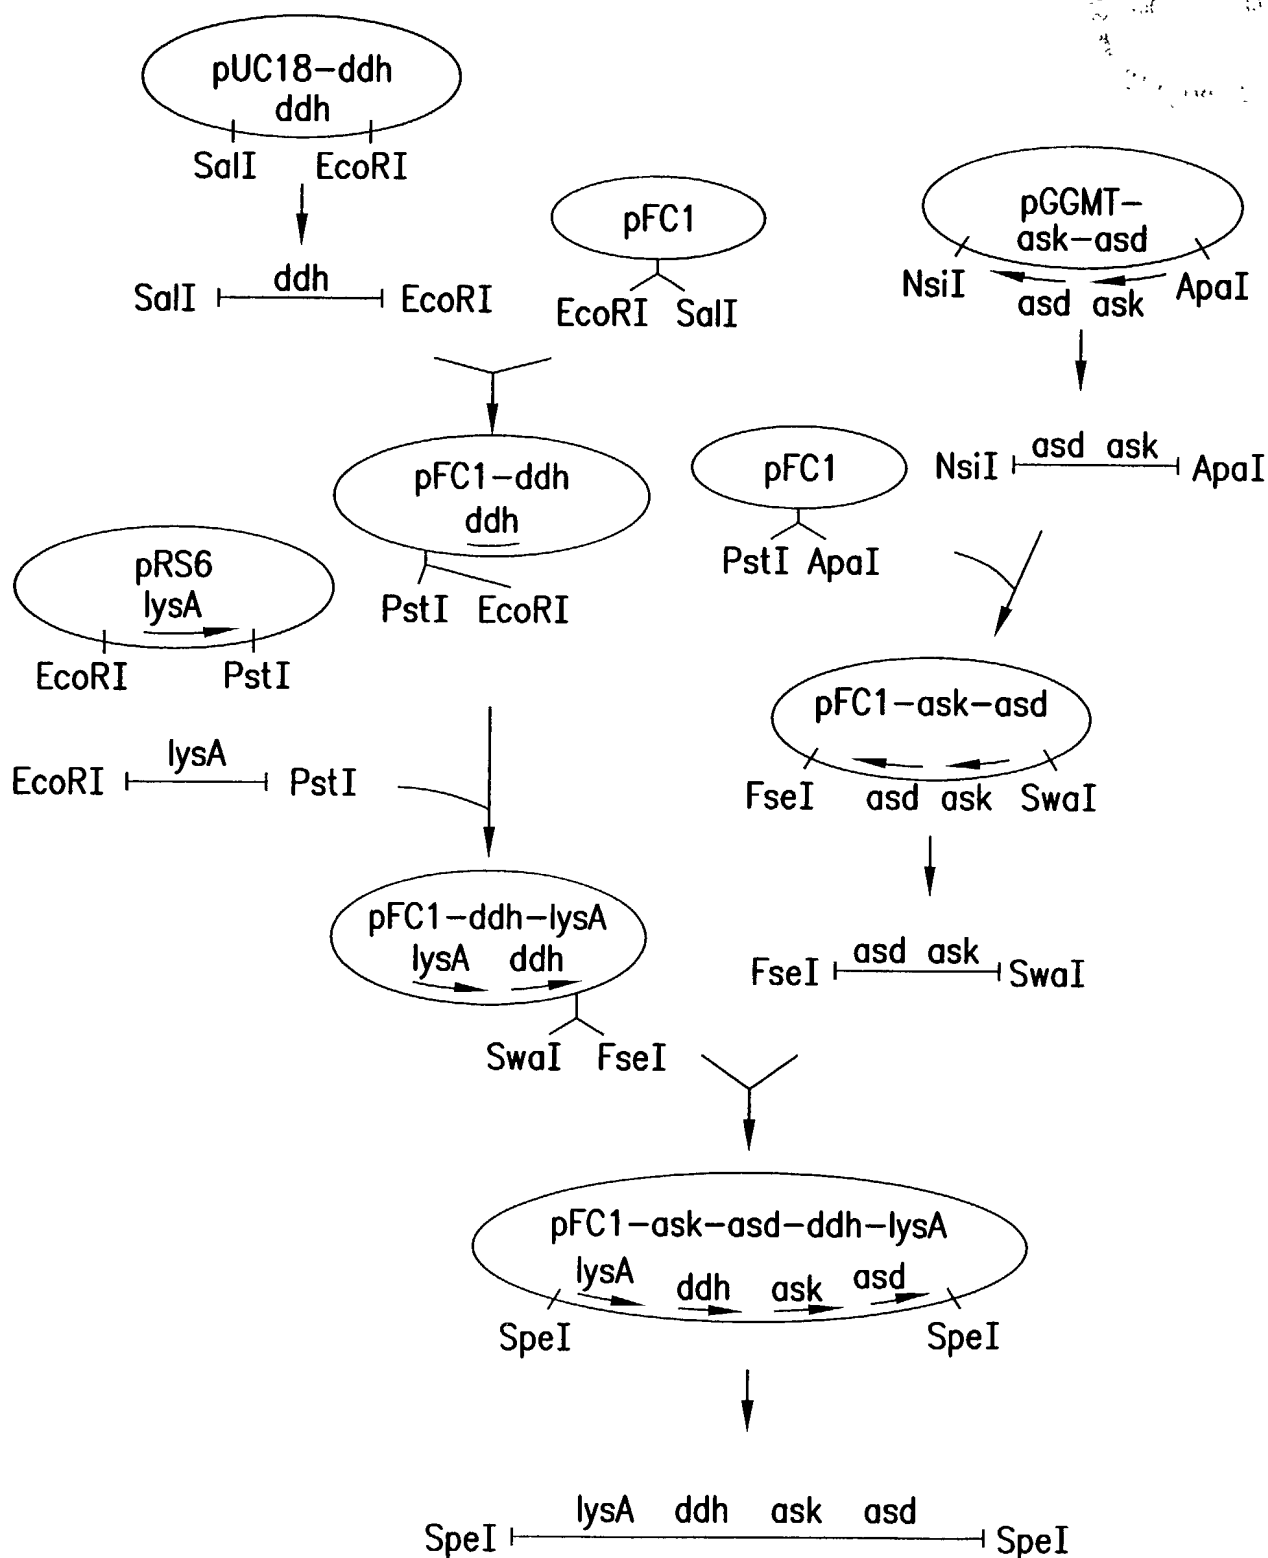 pUC18-ddh
ddh
SalI EcoRI
SalI ddh EcoRI
pFC1
EcoRI SalI
pGGMT-
ask-asd
NsiI ApaI
asd ask
NsiI asd ask ApaI
pFC1-ddh
ddh
PstI EcoRI
pFC1
PstI ApaI
pRS6
lysA
EcoRI PstI
EcoRI lysA PstI
pFC1-ask-asd
FseI asd ask SwaI
pFC1-ddh-lysA
lysA ddh
SwaI FseI
FseI asd ask SwaI
pFC1-ask-asd-ddh-lysA
lysA ddh ask asd
SpeI SpeI
lysA ddh ask asd
SpeI SpeI